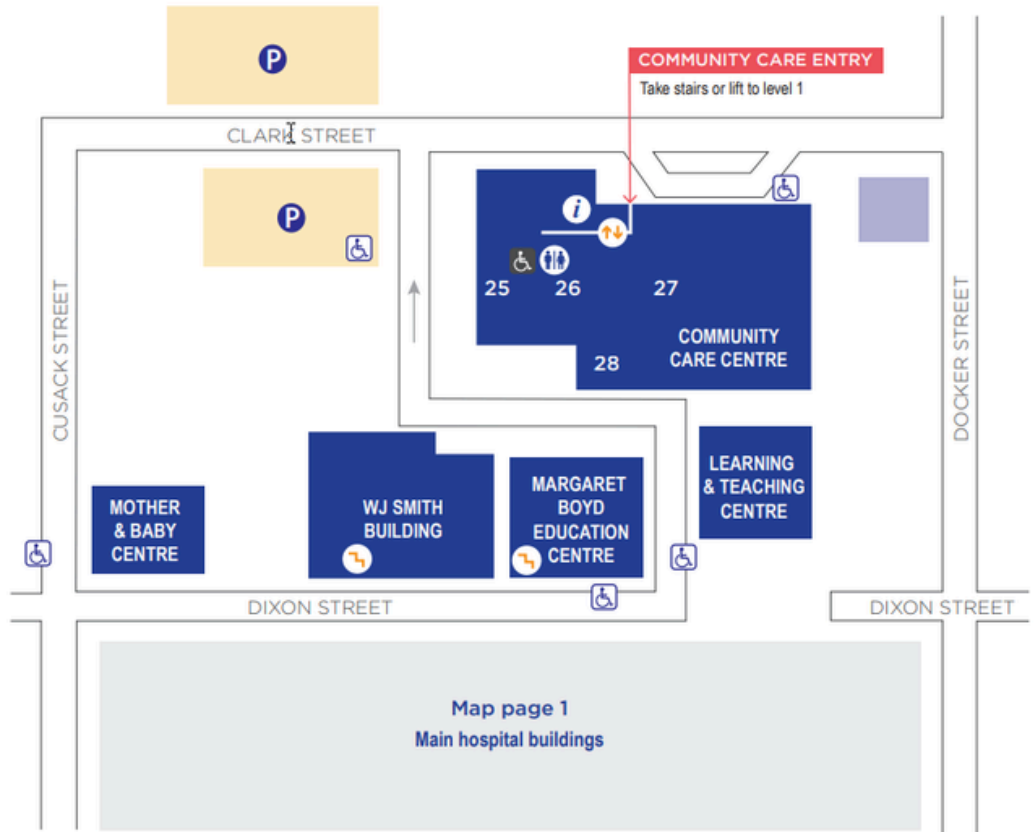 P
COMMUNITY CARE ENTRY
Take stairs or lift to level 1
CLARK STREET
P
i
25
26
27
COMMUNITY
CARE CENTRE
28
CUSACK STREET
DOCKER STREET
MOTHER
& BABY
CENTRE
WJ SMITH
BUILDING
MARGARET
BOYD
EDUCATION
CENTRE
LEARNING
& TEACHING
CENTRE
DIXON STREET
DIXON STREET
Map page 1
Main hospital buildings